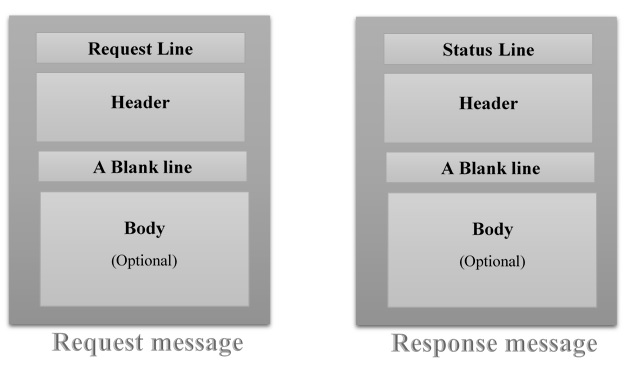 Request Line
Header
A Blank line
Body
(Optional)
Request message
Status Line
Header
A Blank line
Body
(Optional)
Response message